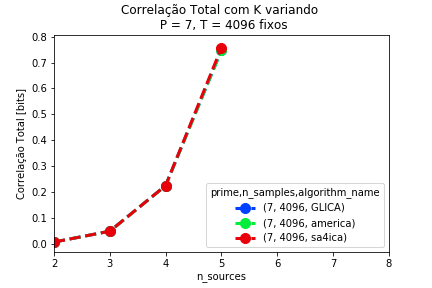 Correlação Total com K variando
P = 7, T = 4096 fixos
Correlação Total [bits]
0.8
0.7
0.6
0.5
0.4
0.3
0.2
0.1
0.0
prime,n_samples,algorithm_name
(7, 4096, GLICA)
(7, 4096, america)
(7, 4096, sa4ica)
2 3 4 5 6 7 8
n_sources